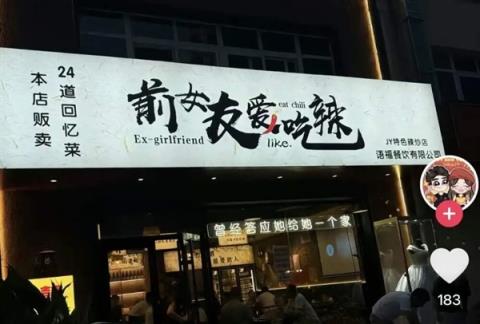 本店贩卖
24道回忆菜
前女友爱吃辣
eat chili
Ex-girlfriend
like.
JY特色辣炒店
语福餐饮有限公司
曾经答应她给她一个家
183